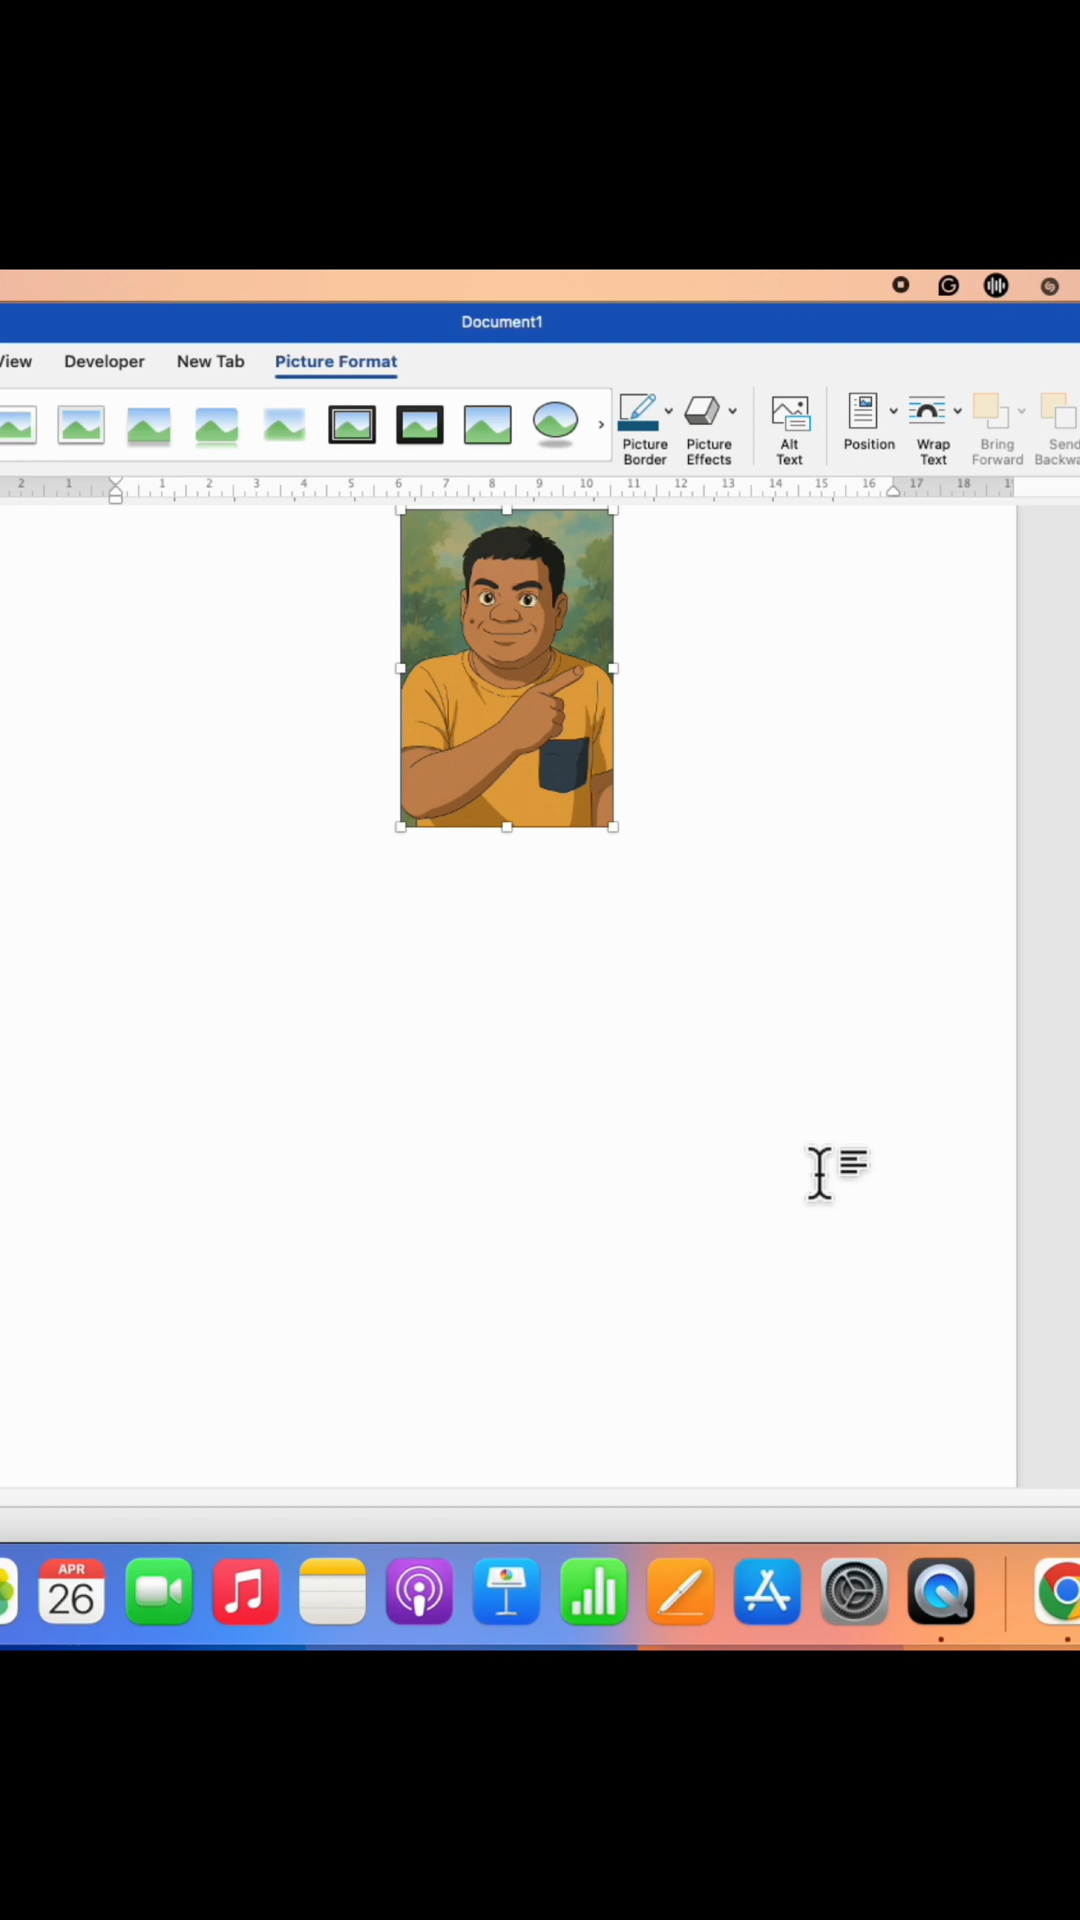 Document1
View Developer New Tab Picture Format
Picture Border
Picture Effects
Alt Text
Position
Wrap Text
Bring Forward
Send
2 1 1 2 3 4 5 6 7 8 9 10 11 12 13 14 15 16 17 18
APR
26